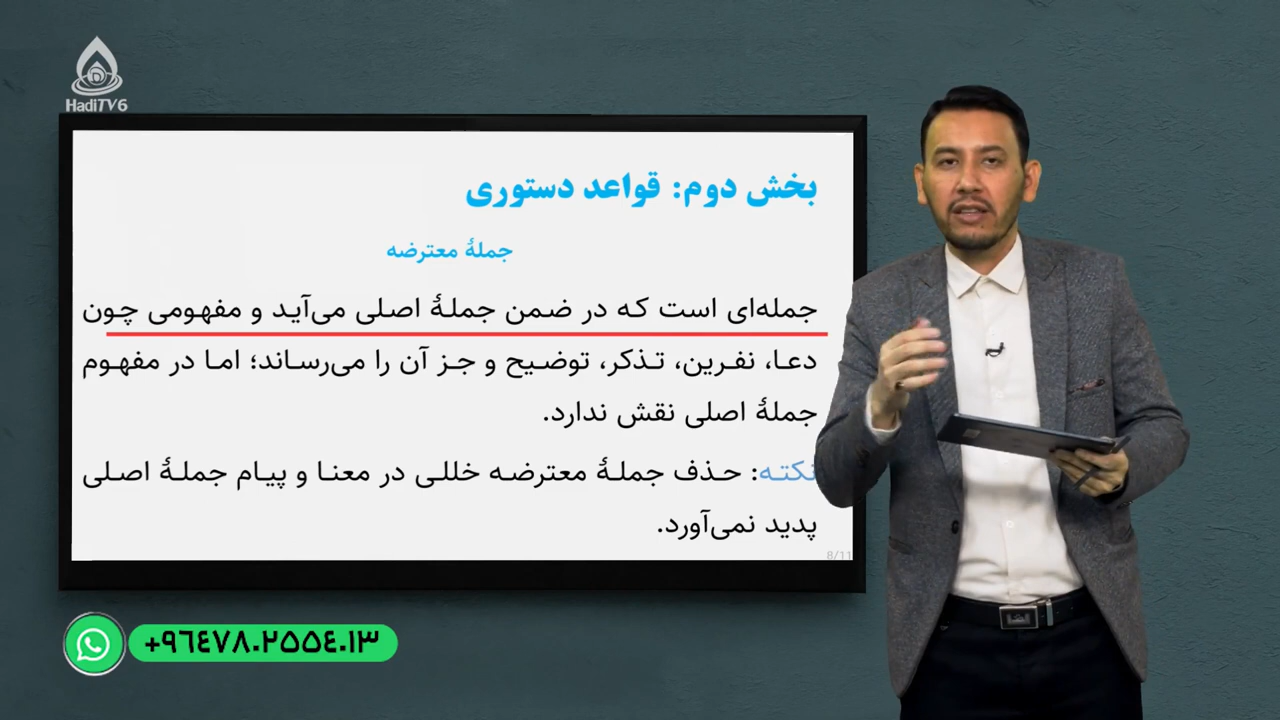 HadiTV6
بخش دوم: قواعد دستوری
جملهٔ معترضه
جمله‌ای است که در ضمن جملهٔ اصلی می‌آید و مفهومی چون
دعا، نفرین، تذکر، توضیح و جز آن را می‌رساند؛ اما در مفهوم
جملهٔ اصلی نقش ندارد.
نکته: حذف جملهٔ معترضه خللی در معنا و پیام جملهٔ اصلی
پدید نمی‌آورد.
8/11
+٩٦٤٧٨٠٢٥٥٤٠١٣